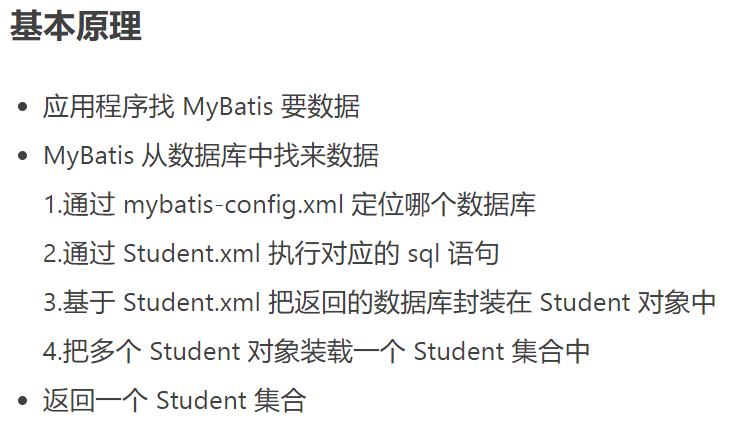 基本原理
应用程序找 MyBatis 要数据
MyBatis 从数据库中找来数据
1.通过 mybatis-config.xml 定位哪个数据库
2.通过 Student.xml 执行对应的 sql 语句
3.基于 Student.xml 把返回的数据库封装在 Student 对象中
4.把多个 Student 对象装载一个 Student 集合中
返回一个 Student 集合